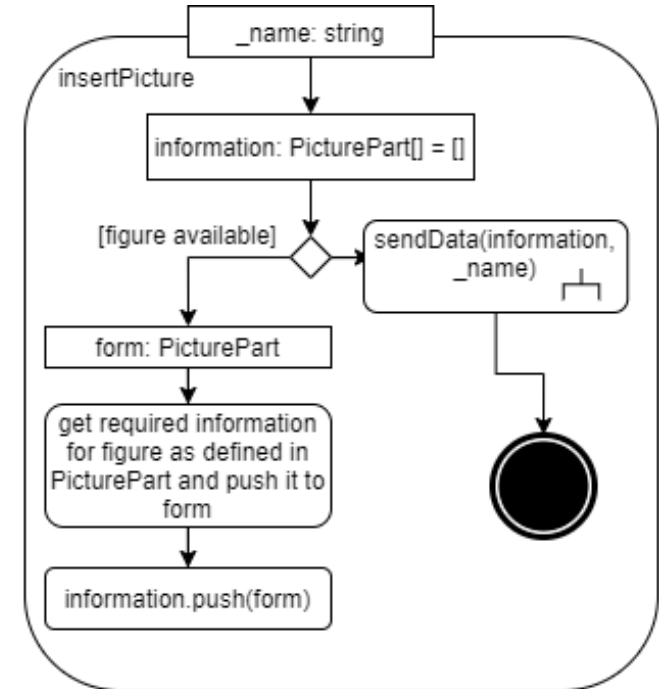 _name: string
insertPicture
information: PicturePart[] = []
[figure available]
sendData(information,
_name)
form: PicturePart
get required information
for figure as defined in
PicturePart and push it to
form
information.push(form)